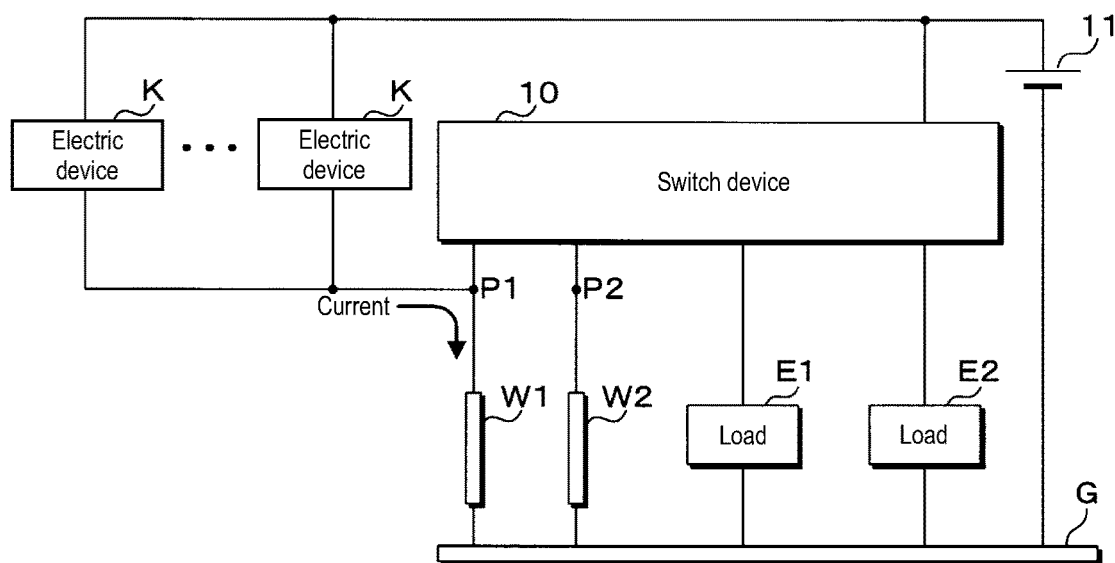 11
K
K
10
Electric
device
Electric
device
Switch device
P1
P2
Current
E1
E2
W1
W2
Load
Load
G